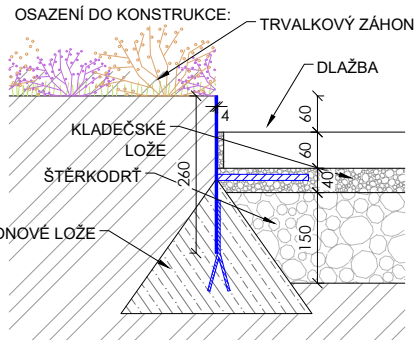 OSAZENÍ DO KONSTRUKCE:
TRVALKOVÝ ZÁHON
DLAŽBA
4
60
KLADEČSKÉ
LOŽE
60
260
40
ŠTĚRKODRŤ
150
ONOVÉ LOŽE